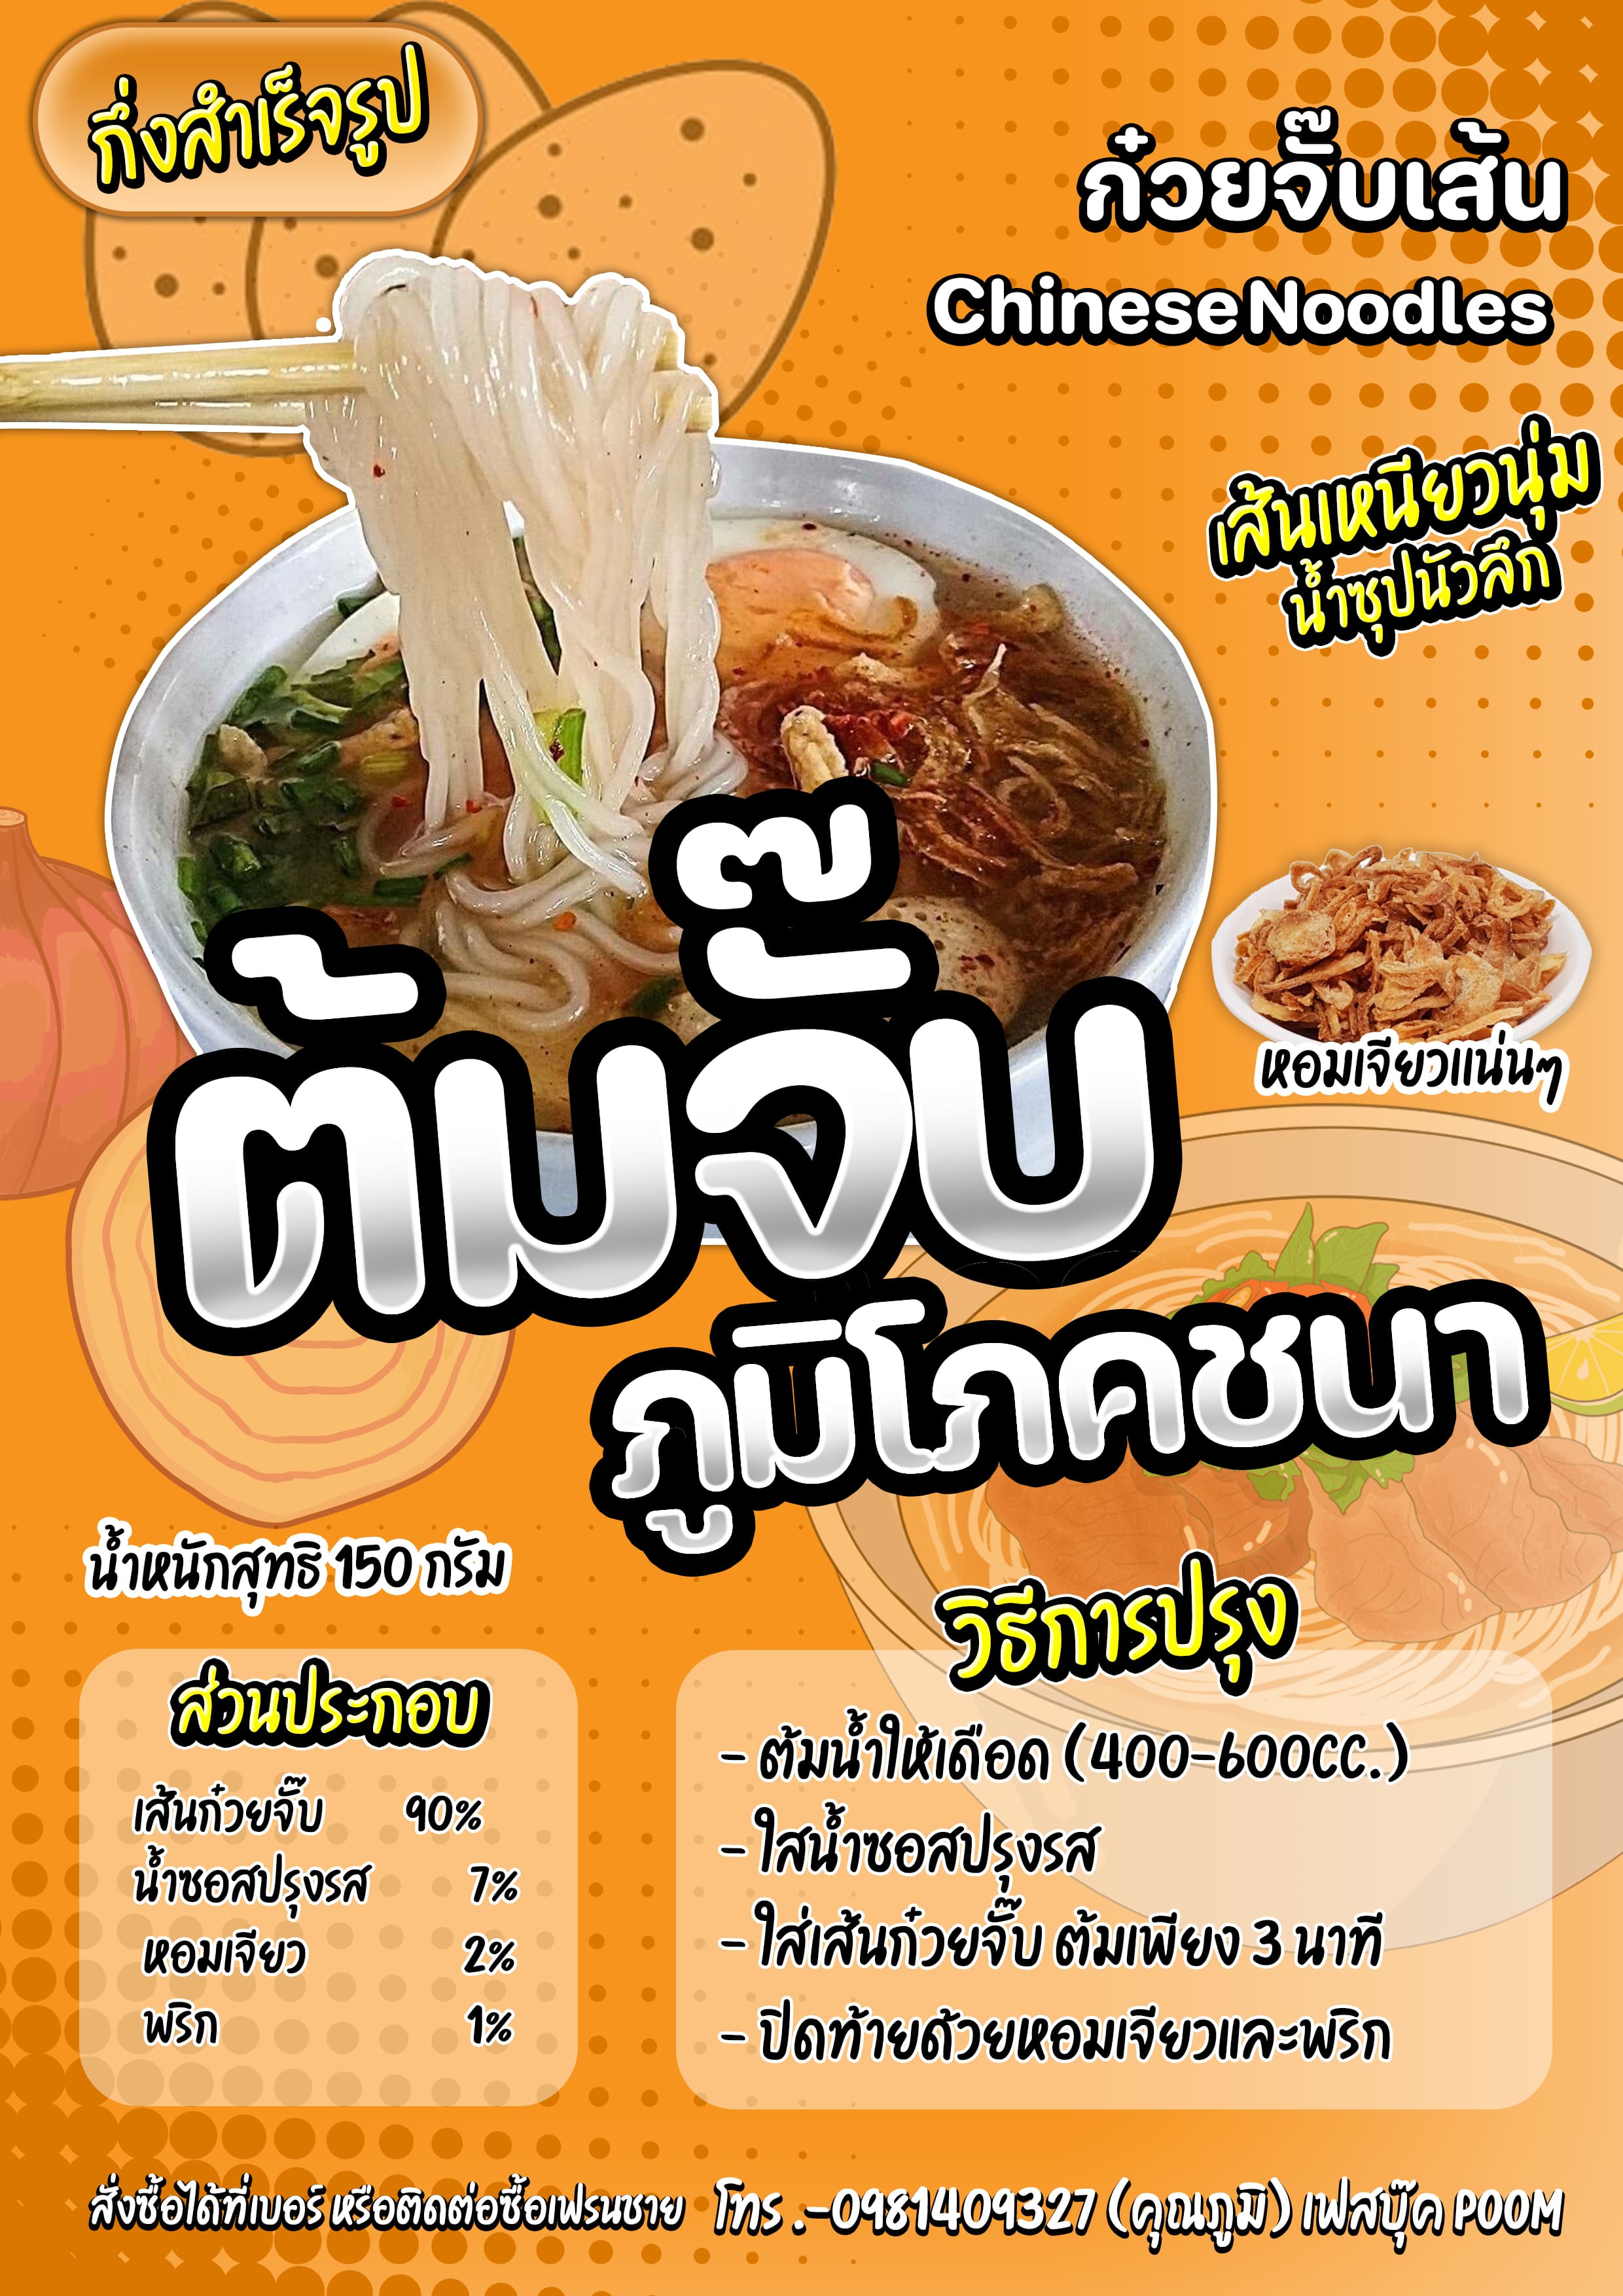 กึ่งสำเร็จรูป
ก๋วยจั๊บเส้น
Chinese Noodles
เส้นเหนียวนุ่ม
น้ำซุปนัวลึก
หอมเจียวแน่นๆ
ต้มจั๊บ
ภูมิโภคชนา
น้ำหนักสุทธิ 150 กรัม
ส่วนประกอบ
เส้นก๋วยจั๊บ 90%
น้ำซอสปรุงรส 7%
หอมเจียว 2%
พริก 1%
วิธีการปรุง
- ต้มน้ำให้เดือด (400-600CC.)
- ใสน้ำซอสปรุงรส
- ใส่เส้นก๋วยจั๊บ ต้มเพียง 3 นาที
- ปิดท้ายด้วยหอมเจียวและพริก
สั่งซื้อได้ที่เบอร์ หรือติดต่อซื้อเฟรนชาย โทร .-0981409327 (คุณภูมิ) เฟสบุ๊ค POOM